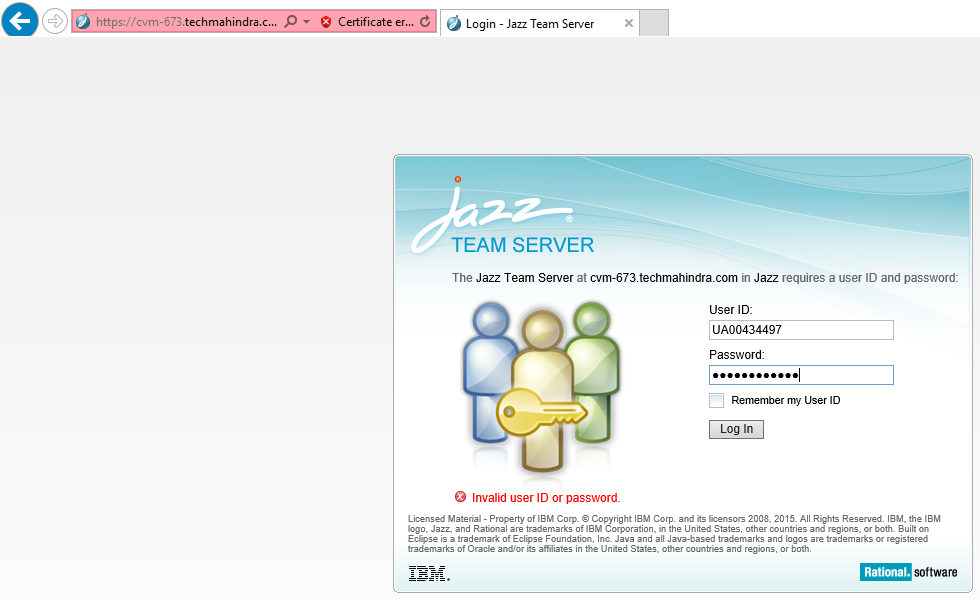 https://cvm-673.techmahindra.c... Certificate er... Login - Jazz Team Server
jazz®
TEAM SERVER
The Jazz Team Server at cvm-673.techmahindra.com in Jazz requires a user ID and password:
User ID:
UA00434497
Password:
●●●●●●●●●●●●
Remember my User ID
Log In
Invalid user ID or password.
Licensed Material - Property of IBM Corp. © Copyright IBM Corp. and its licensors 2008, 2015. All Rights Reserved. IBM, the IBM
logo, Jazz, and Rational are trademarks of IBM Corporation, in the United States, other countries and regions, or both. Built on
Eclipse is a trademark of Eclipse Foundation, Inc. Java and all Java-based trademarks and logos are trademarks or registered
trademarks of Oracle and/or its affiliates in the United States, other countries and regions, or both.
IBM. Rational. software